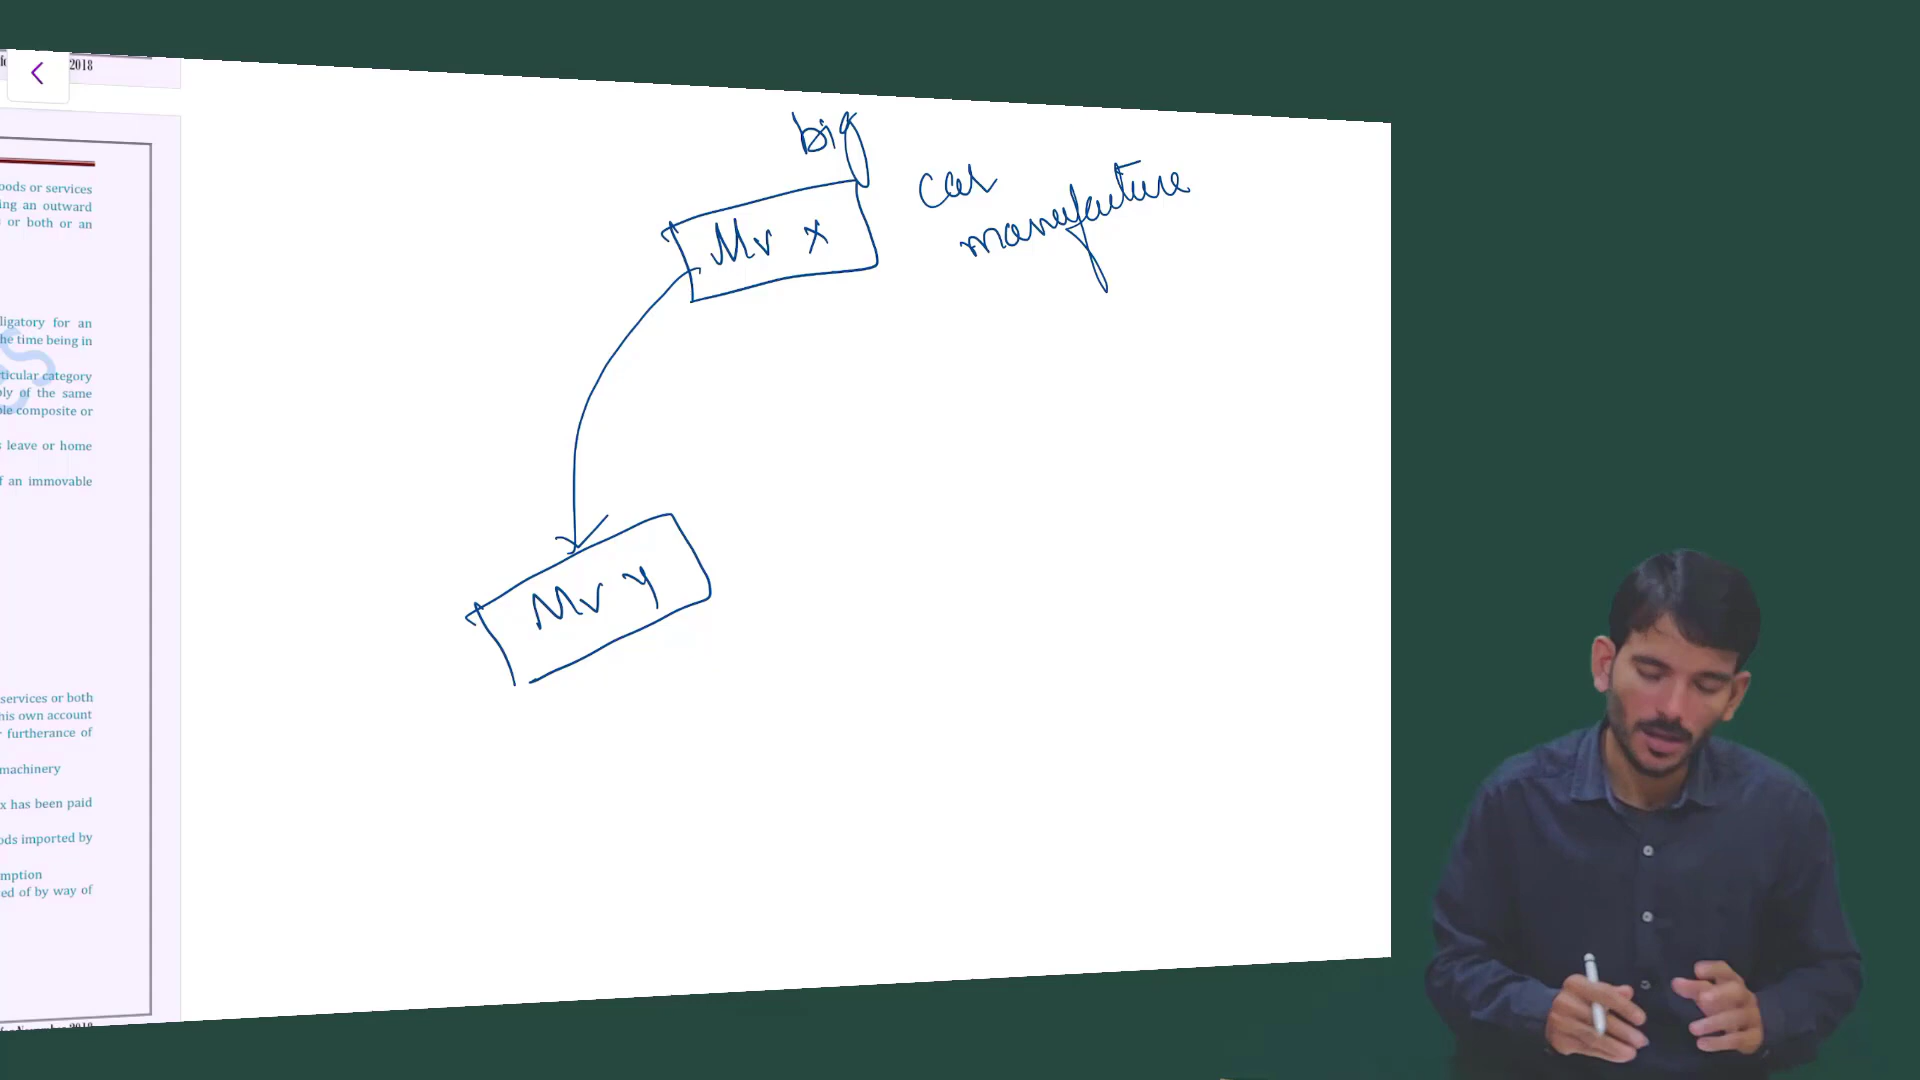 2018
oods or services
ing an outward
or both or an
ligatory for an
he time being in
ticular category
ly of the same
le composite or
leave or home
f an immovable
services or both
his own account
furtherance of
machinery
x has been paid
ods imported by
mption
ed of by way of
big
car
manufacture
Mr X
Mr Y